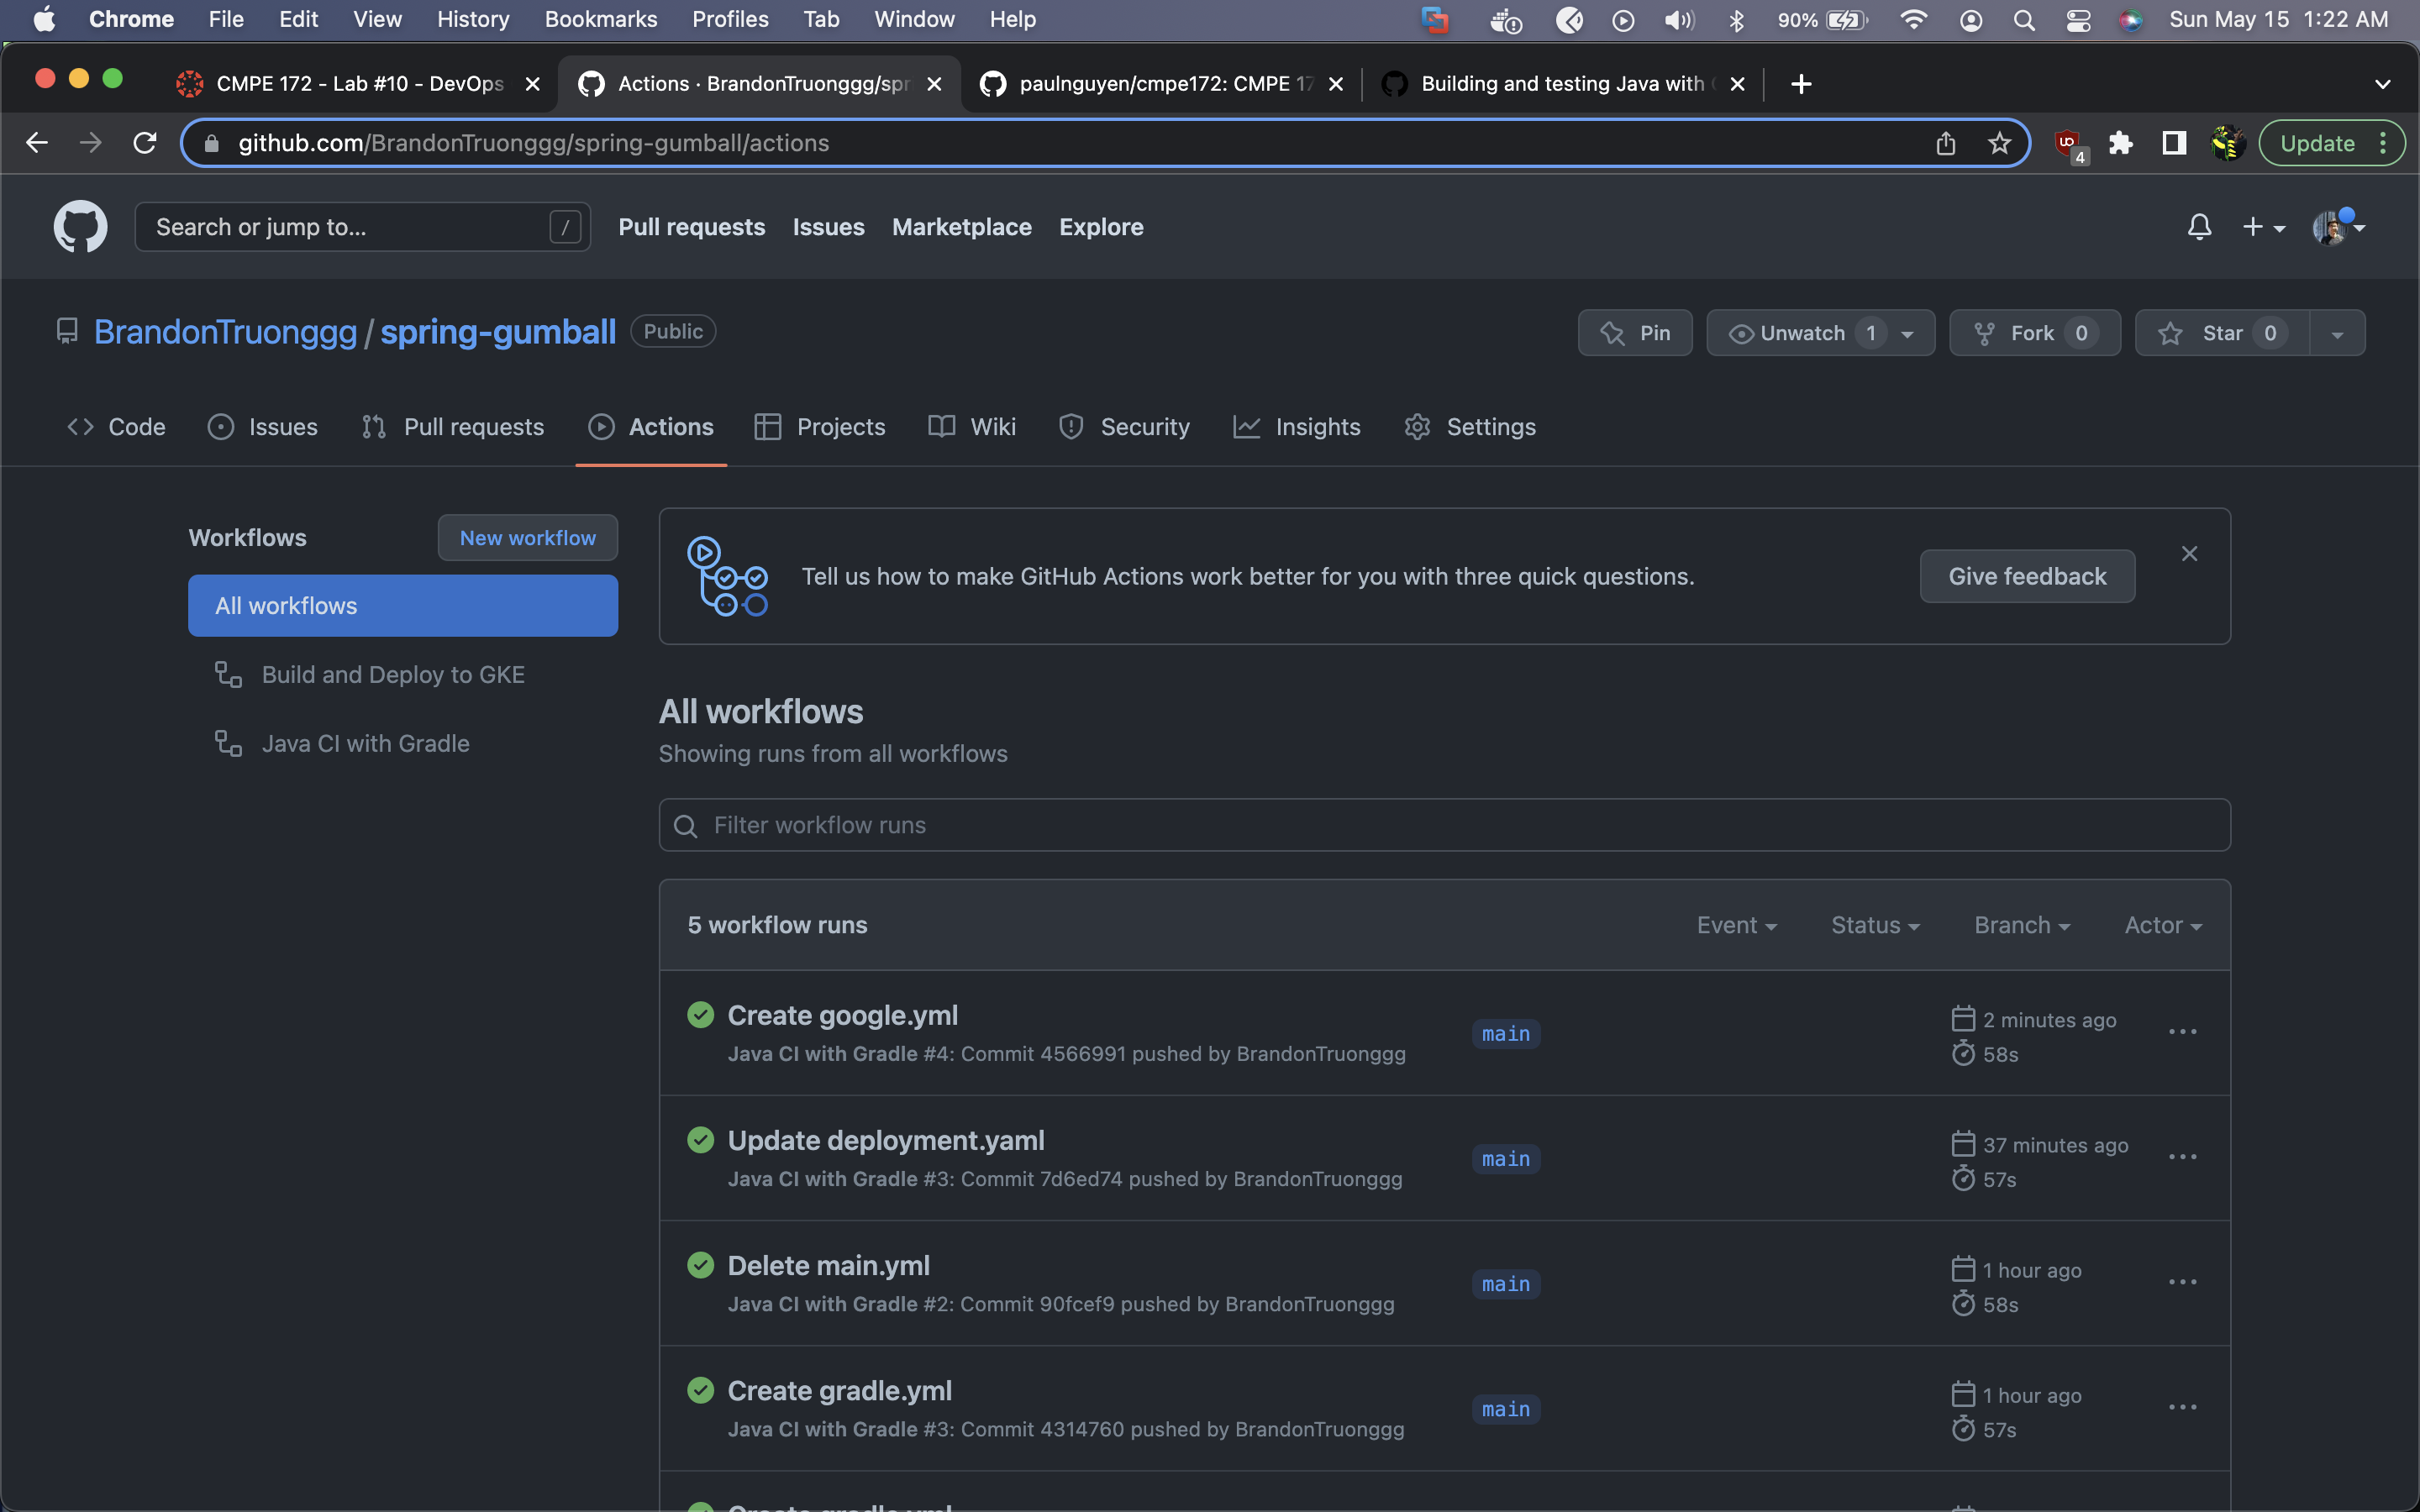 Chrome File Edit View History Bookmarks Profiles Tab Window Help 90% Sun May 15 1:22 AM
CMPE 172 - Lab #10 - DevOps Actions · BrandonTruonggg/spr paulnguyen/cmpe172: CMPE 17 Building and testing Java with
github.com/BrandonTruonggg/spring-gumball/actions 4 Update
Search or jump to... / Pull requests Issues Marketplace Explore
BrandonTruonggg / spring-gumball Public Pin Unwatch 1 Fork 0 Star 0
Code Issues Pull requests Actions Projects Wiki Security Insights Settings
Workflows New workflow
All workflows
Build and Deploy to GKE
Java CI with Gradle
Tell us how to make GitHub Actions work better for you with three quick questions. Give feedback
All workflows
Showing runs from all workflows
Filter workflow runs
5 workflow runs Event Status Branch Actor
Create google.yml
Java CI with Gradle #4: Commit 4566991 pushed by BrandonTruonggg
main
2 minutes ago
58s
Update deployment.yaml
Java CI with Gradle #3: Commit 7d6ed74 pushed by BrandonTruonggg
main
37 minutes ago
57s
Delete main.yml
Java CI with Gradle #2: Commit 90fcef9 pushed by BrandonTruonggg
main
1 hour ago
58s
Create gradle.yml
Java CI with Gradle #3: Commit 4314760 pushed by BrandonTruonggg
main
1 hour ago
57s